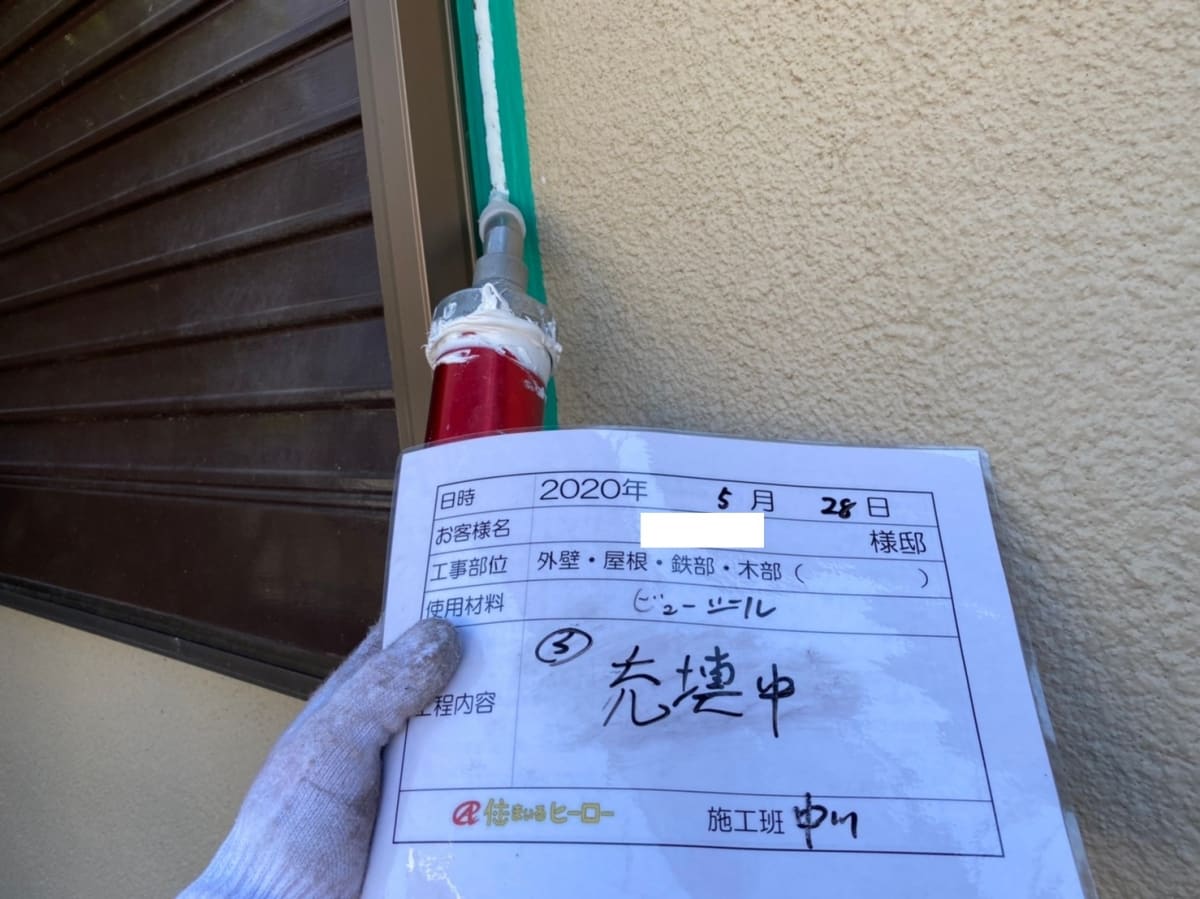 日時 2020年 5月 28日
お客様名 様邸
工事部位 外壁・屋根・鉄部・木部（ ）
使用材料 ビューシール
⑤ 充填中
工程内容
住まいるヒーロー 施工班 中川